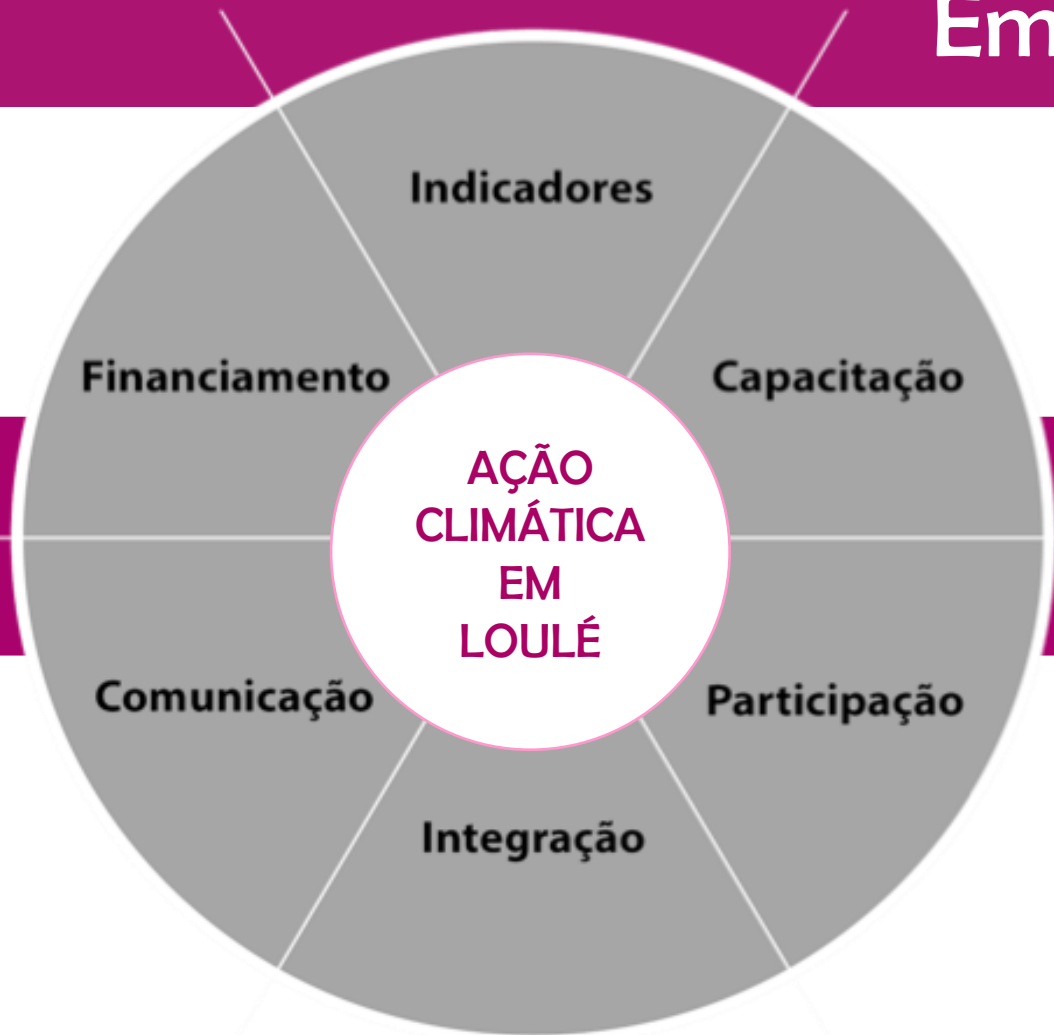 Em
Indicadores
Financiamento
Capacitação
AÇÃO
CLIMÁTICA
EM
LOULÉ
Comunicação
Participação
Integração